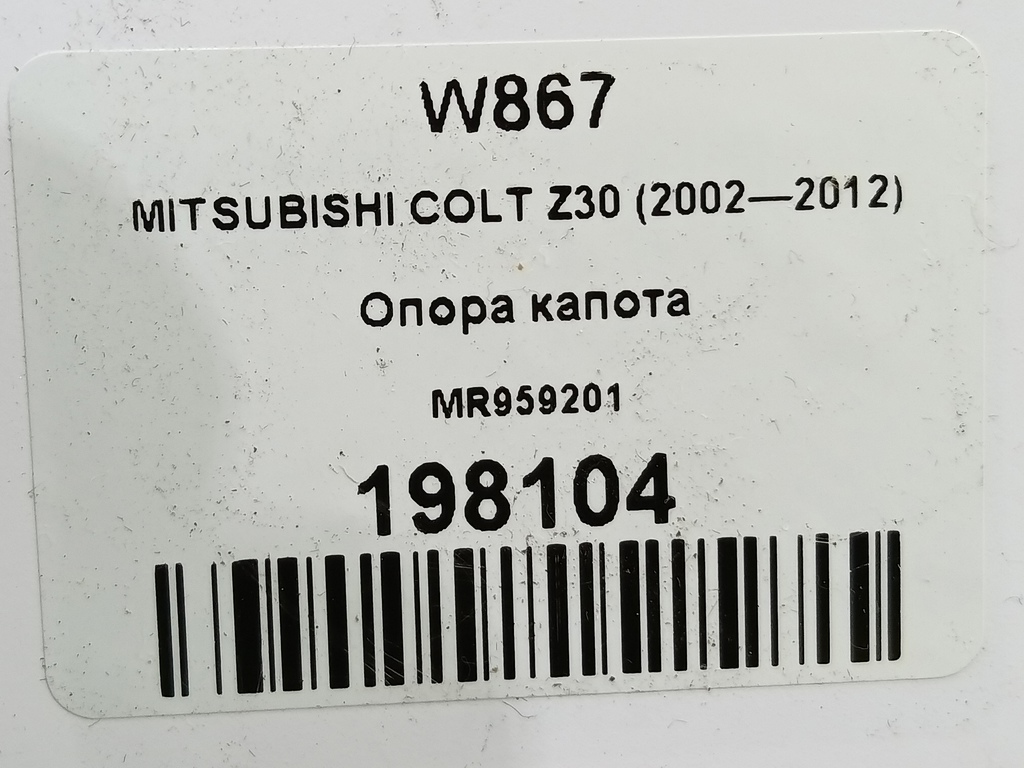 W867
MITSUBISHI COLT Z30 (2002—2012)
Опора капота
MR959201
198104